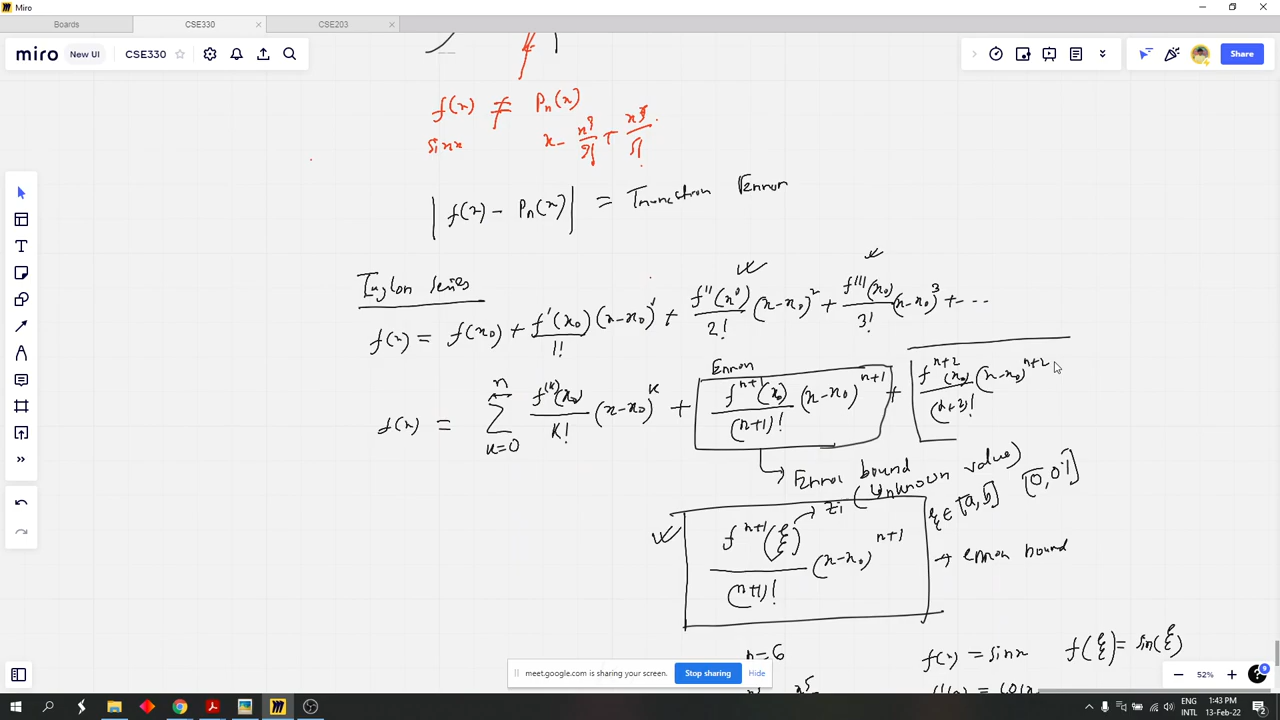 Miro
Boards
CSE330
CSE203
miro
New UI
CSE330
Share
f(x) ≠ Pn(x)
sinx x - x³/3! + x⁵/5!
|f(x) - Pn(x)| = Truncation Error
Taylor Series
f(x) = f(x₀) + f'(x₀)/1! (x-x₀)¹ + f''(x⁰)/2! (x-x₀)² + f'''(x₀)/3! (x-x₀)³ + ...
Error
f(x) = Σ k=0 n f^(k)(x₀)/k! (x-x₀)^k + f^n+1(x₀)/(n+1)! (x-x₀)^n+1 + f^n+2(x₀)/(n+2)! (x-x₀)^n+2
Error bound
(Unknown value)
ξ ∈ [a,b] [0,0.1]
f^n+1(ξ)/(n+1)! (x-x₀)^n+1 → error bound
n=6
f(x) = sinx f(ξ) = sin(ξ)
meet.google.com is sharing your screen.
Stop sharing
Hide
52%
ENG
INTL
1:43 PM
13-Feb-22